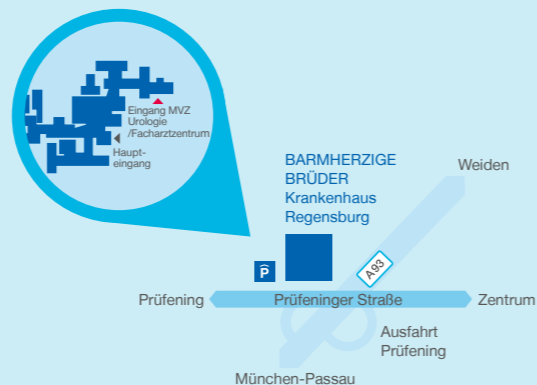 Eingang MVZ
Urologie
/Facharztzentrum
Haupt-
eingang
BARMHERZIGE
BRÜDER
Krankenhaus
Regensburg
Weiden
P
A 93
Prüfening
Prüfeninger Straße
Zentrum
Ausfahrt
Prüfening
München-Passau